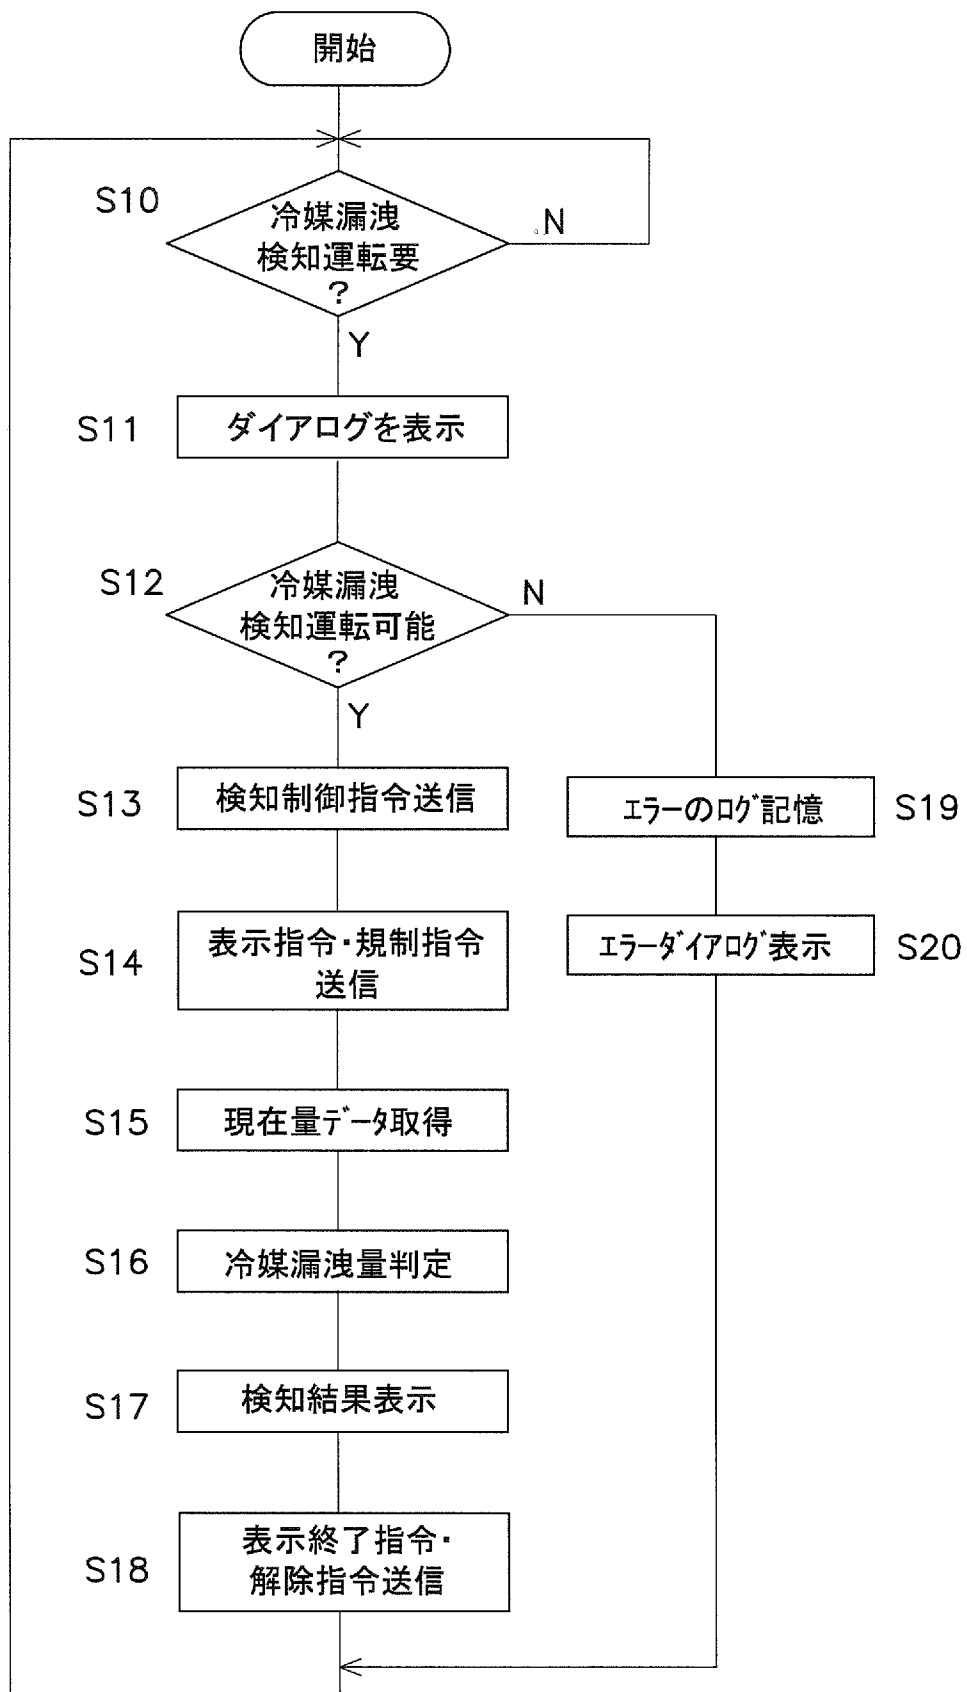 開始
S10
冷媒漏洩
検知運転要
?
N
Y
S11
ダイアログを表示
S12
冷媒漏洩
検知運転可能
?
N
Y
S13
検知制御指令送信
エラーのログ記憶
S19
S14
表示指令・規制指令
送信
エラーダイアログ表示
S20
S15
現在量データ取得
S16
冷媒漏洩量判定
S17
検知結果表示
S18
表示終了指令・
解除指令送信